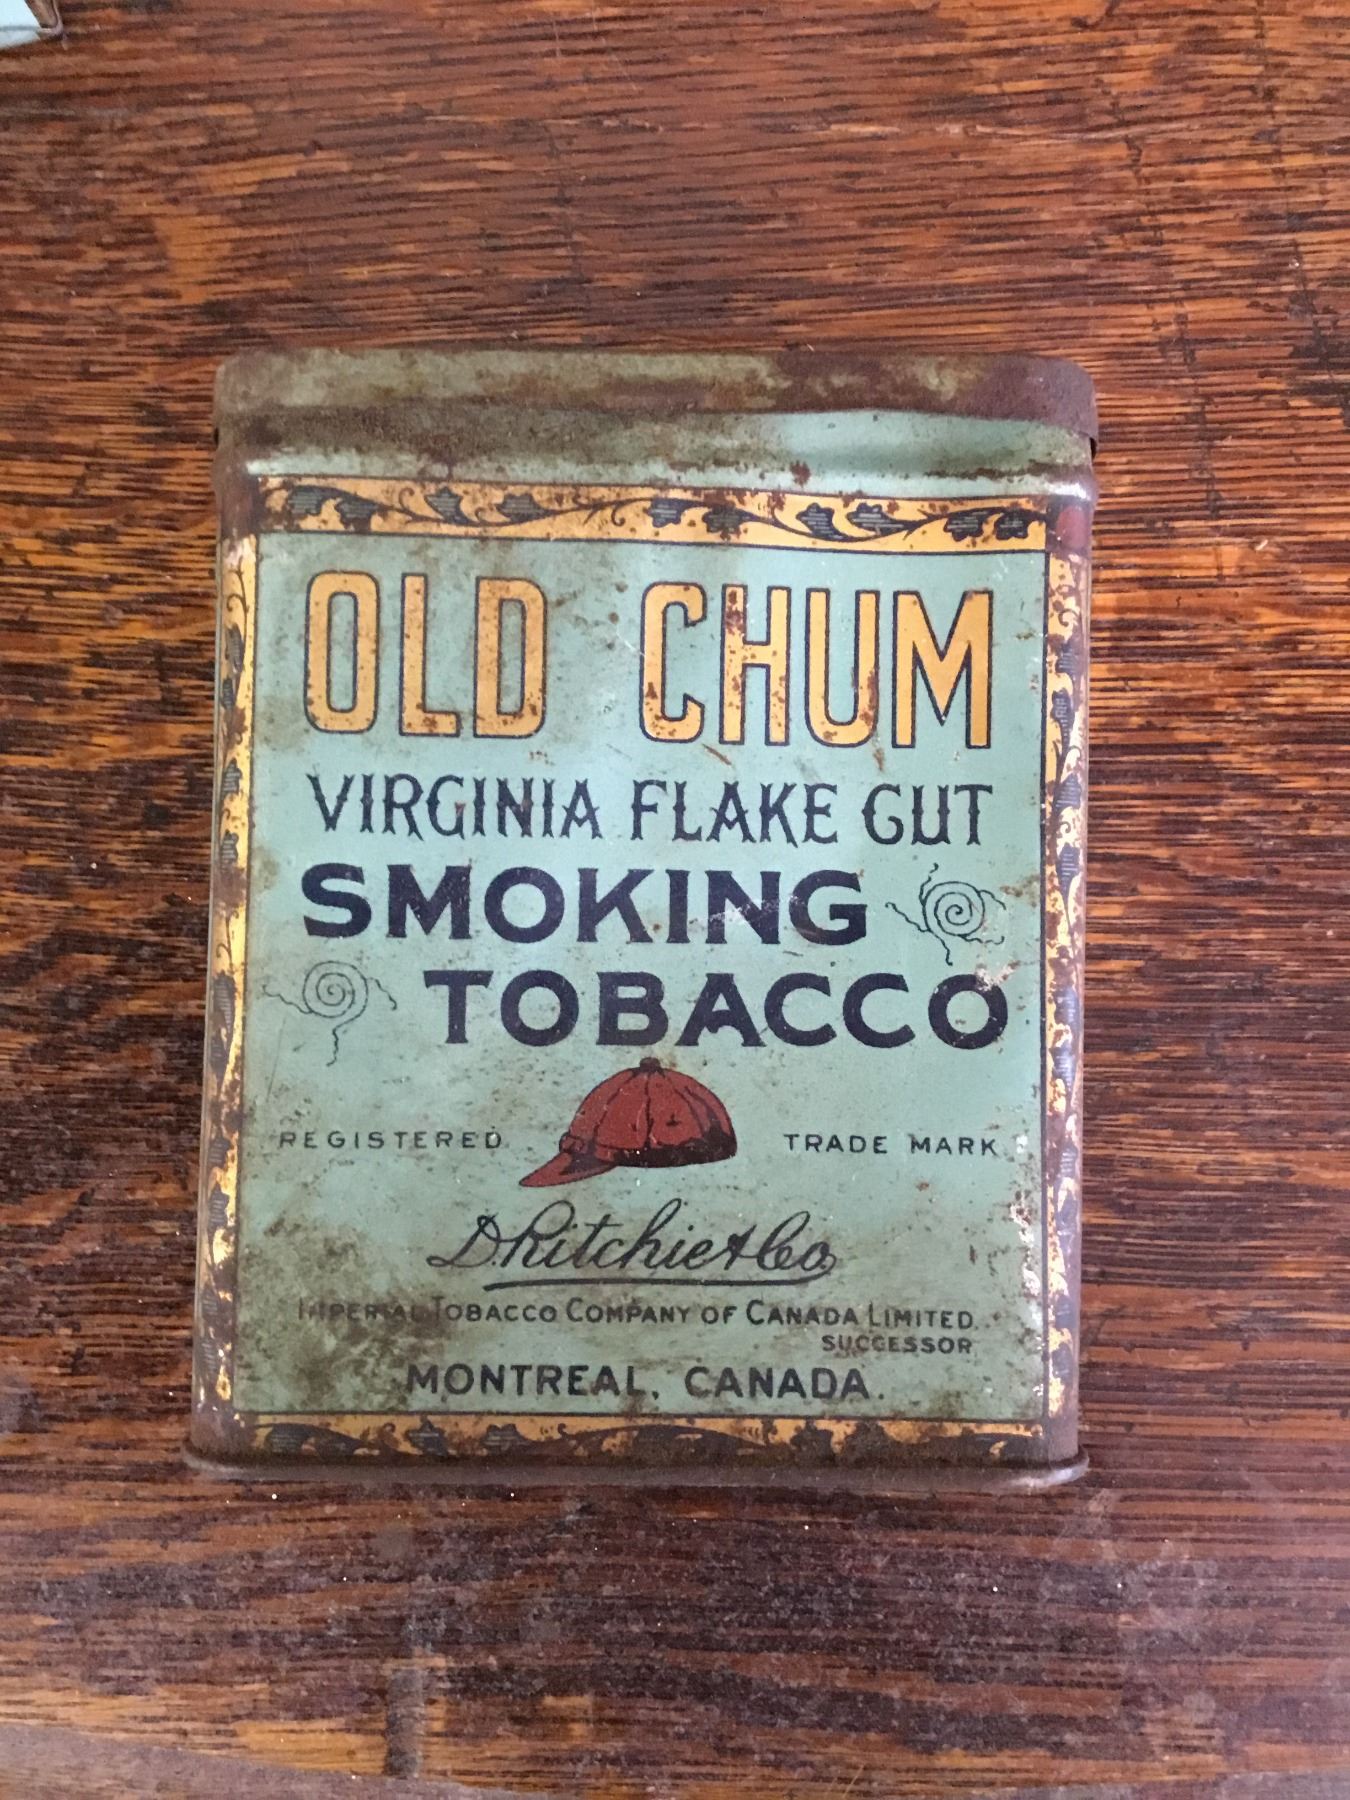 OLD CHUM
VIRGINIA FLAKE CUT
SMOKING
TOBACCO
REGISTERED TRADE MARK
D. Ritchie & Co.
IMPERIAL TOBACCO COMPANY OF CANADA LIMITED.
SUCCESSOR
MONTREAL, CANADA.